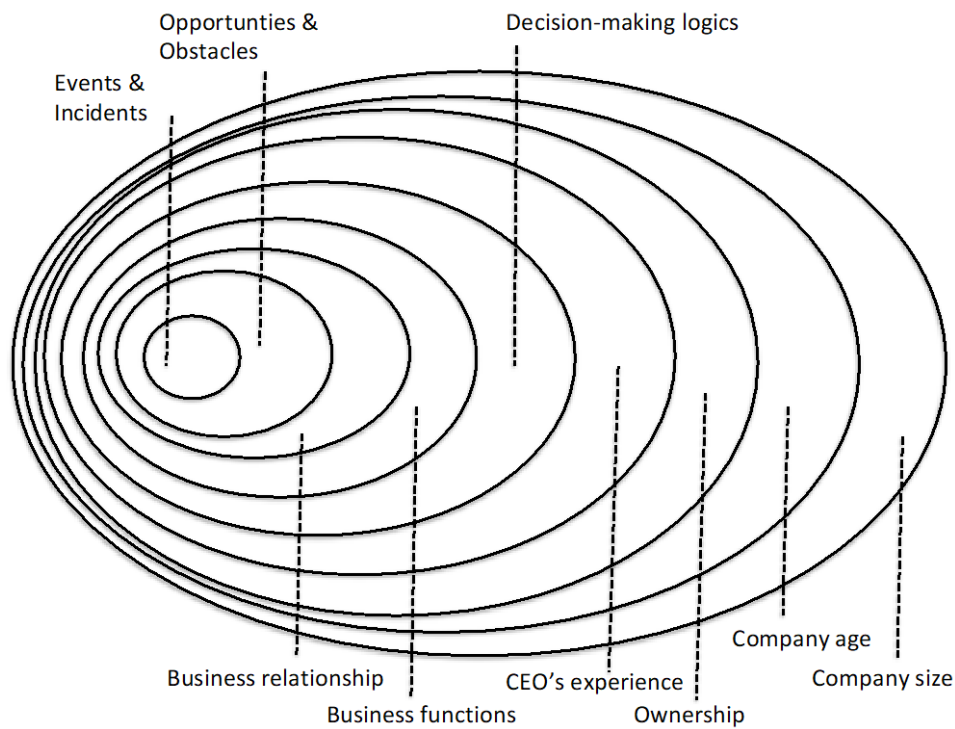 Opportunties &
Obstacles
Decision-making logics
Events &
Incidents
Company age
Business relationship
CEO’s experience
Company size
Business functions
Ownership